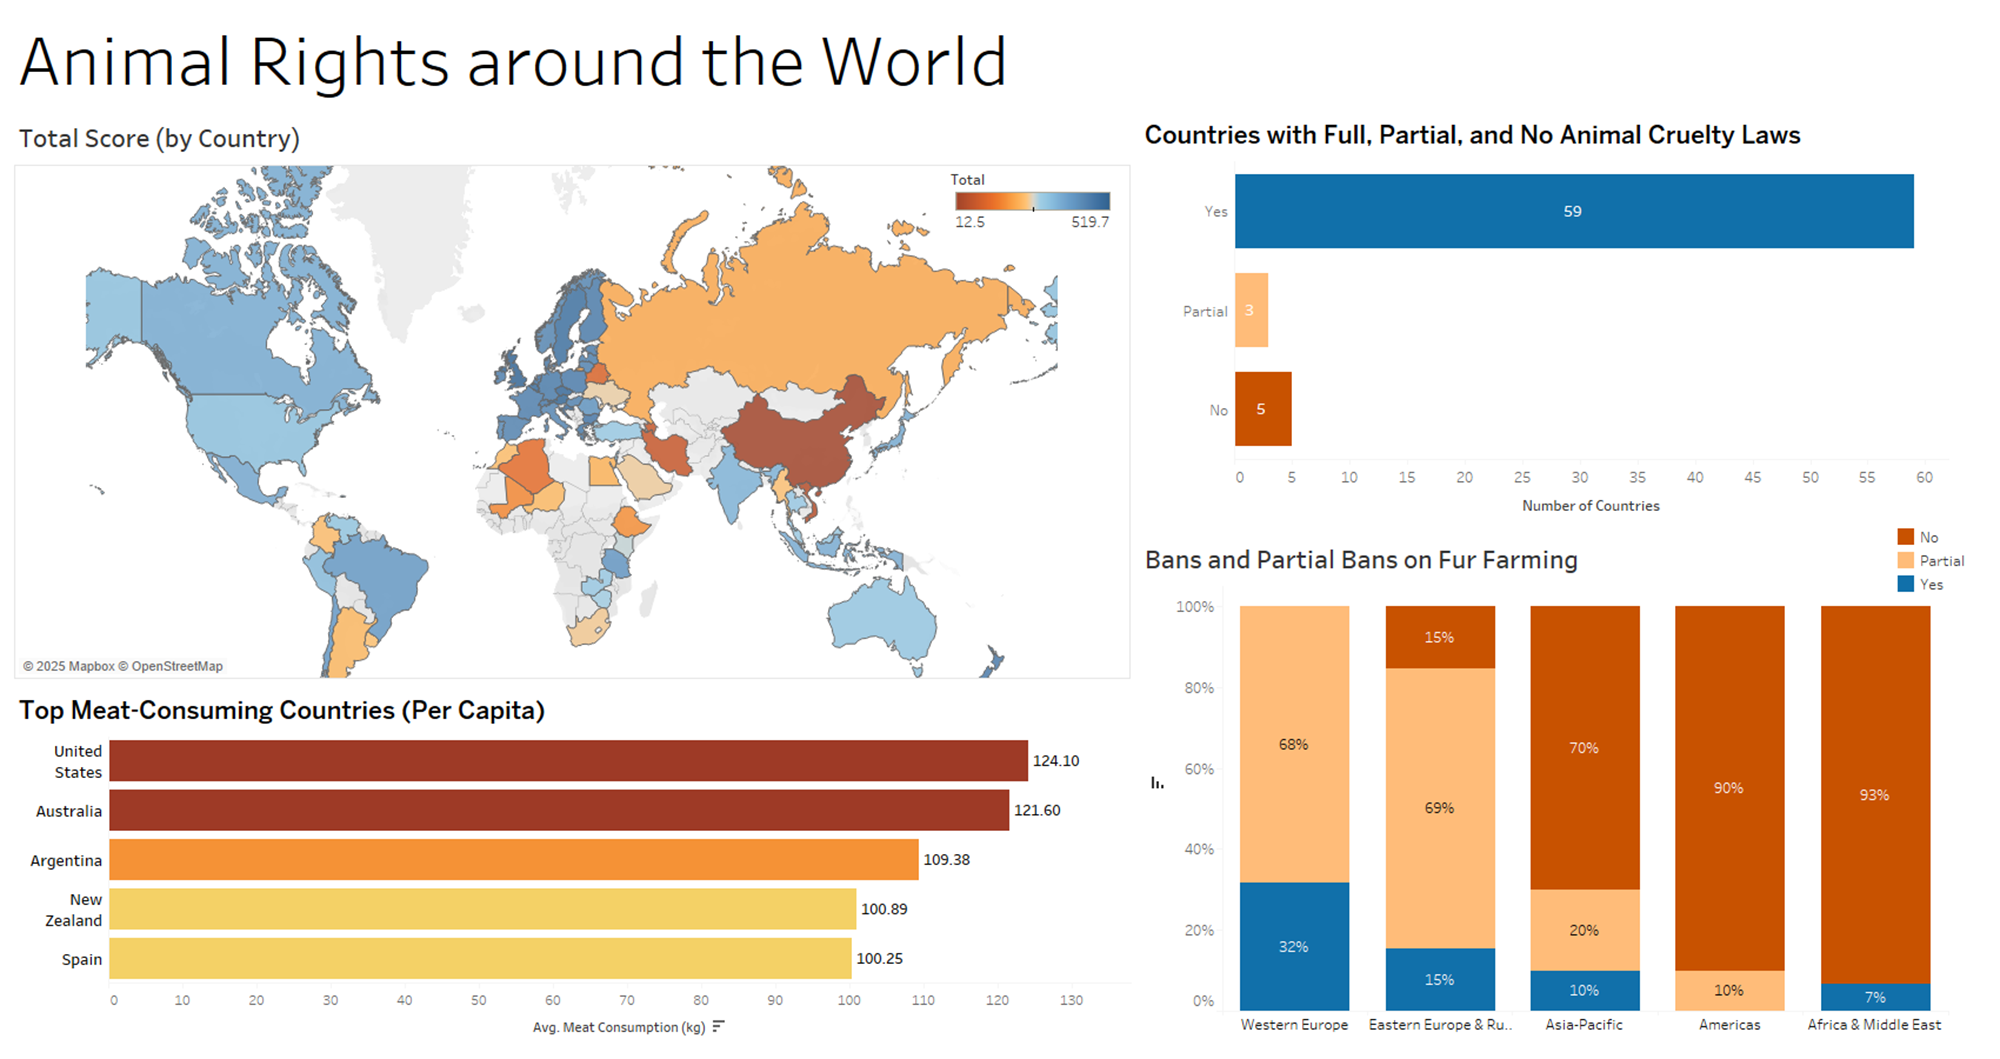 Animal Rights around the World
Total Score (by Country)
Total
12.5 519.7
© 2025 Mapbox © OpenStreetMap
Top Meat-Consuming Countries (Per Capita)
United
States
124.10
Australia
121.60
Argentina
109.38
New
Zealand
100.89
Spain
100.25
0 10 20 30 40 50 60 70 80 90 100 110 120 130
Avg. Meat Consumption (kg)
Countries with Full, Partial, and No Animal Cruelty Laws
Yes
59
Partial
3
No
5
0 5 10 15 20 25 30 35 40 45 50 55 60
Number of Countries
Bans and Partial Bans on Fur Farming
No
Partial
Yes
100%
80%
60%
40%
20%
0%
68%
32%
15%
69%
15%
70%
20%
10%
90%
10%
93%
7%
Western Europe Eastern Europe & Ru.. Asia-Pacific Americas Africa & Middle East